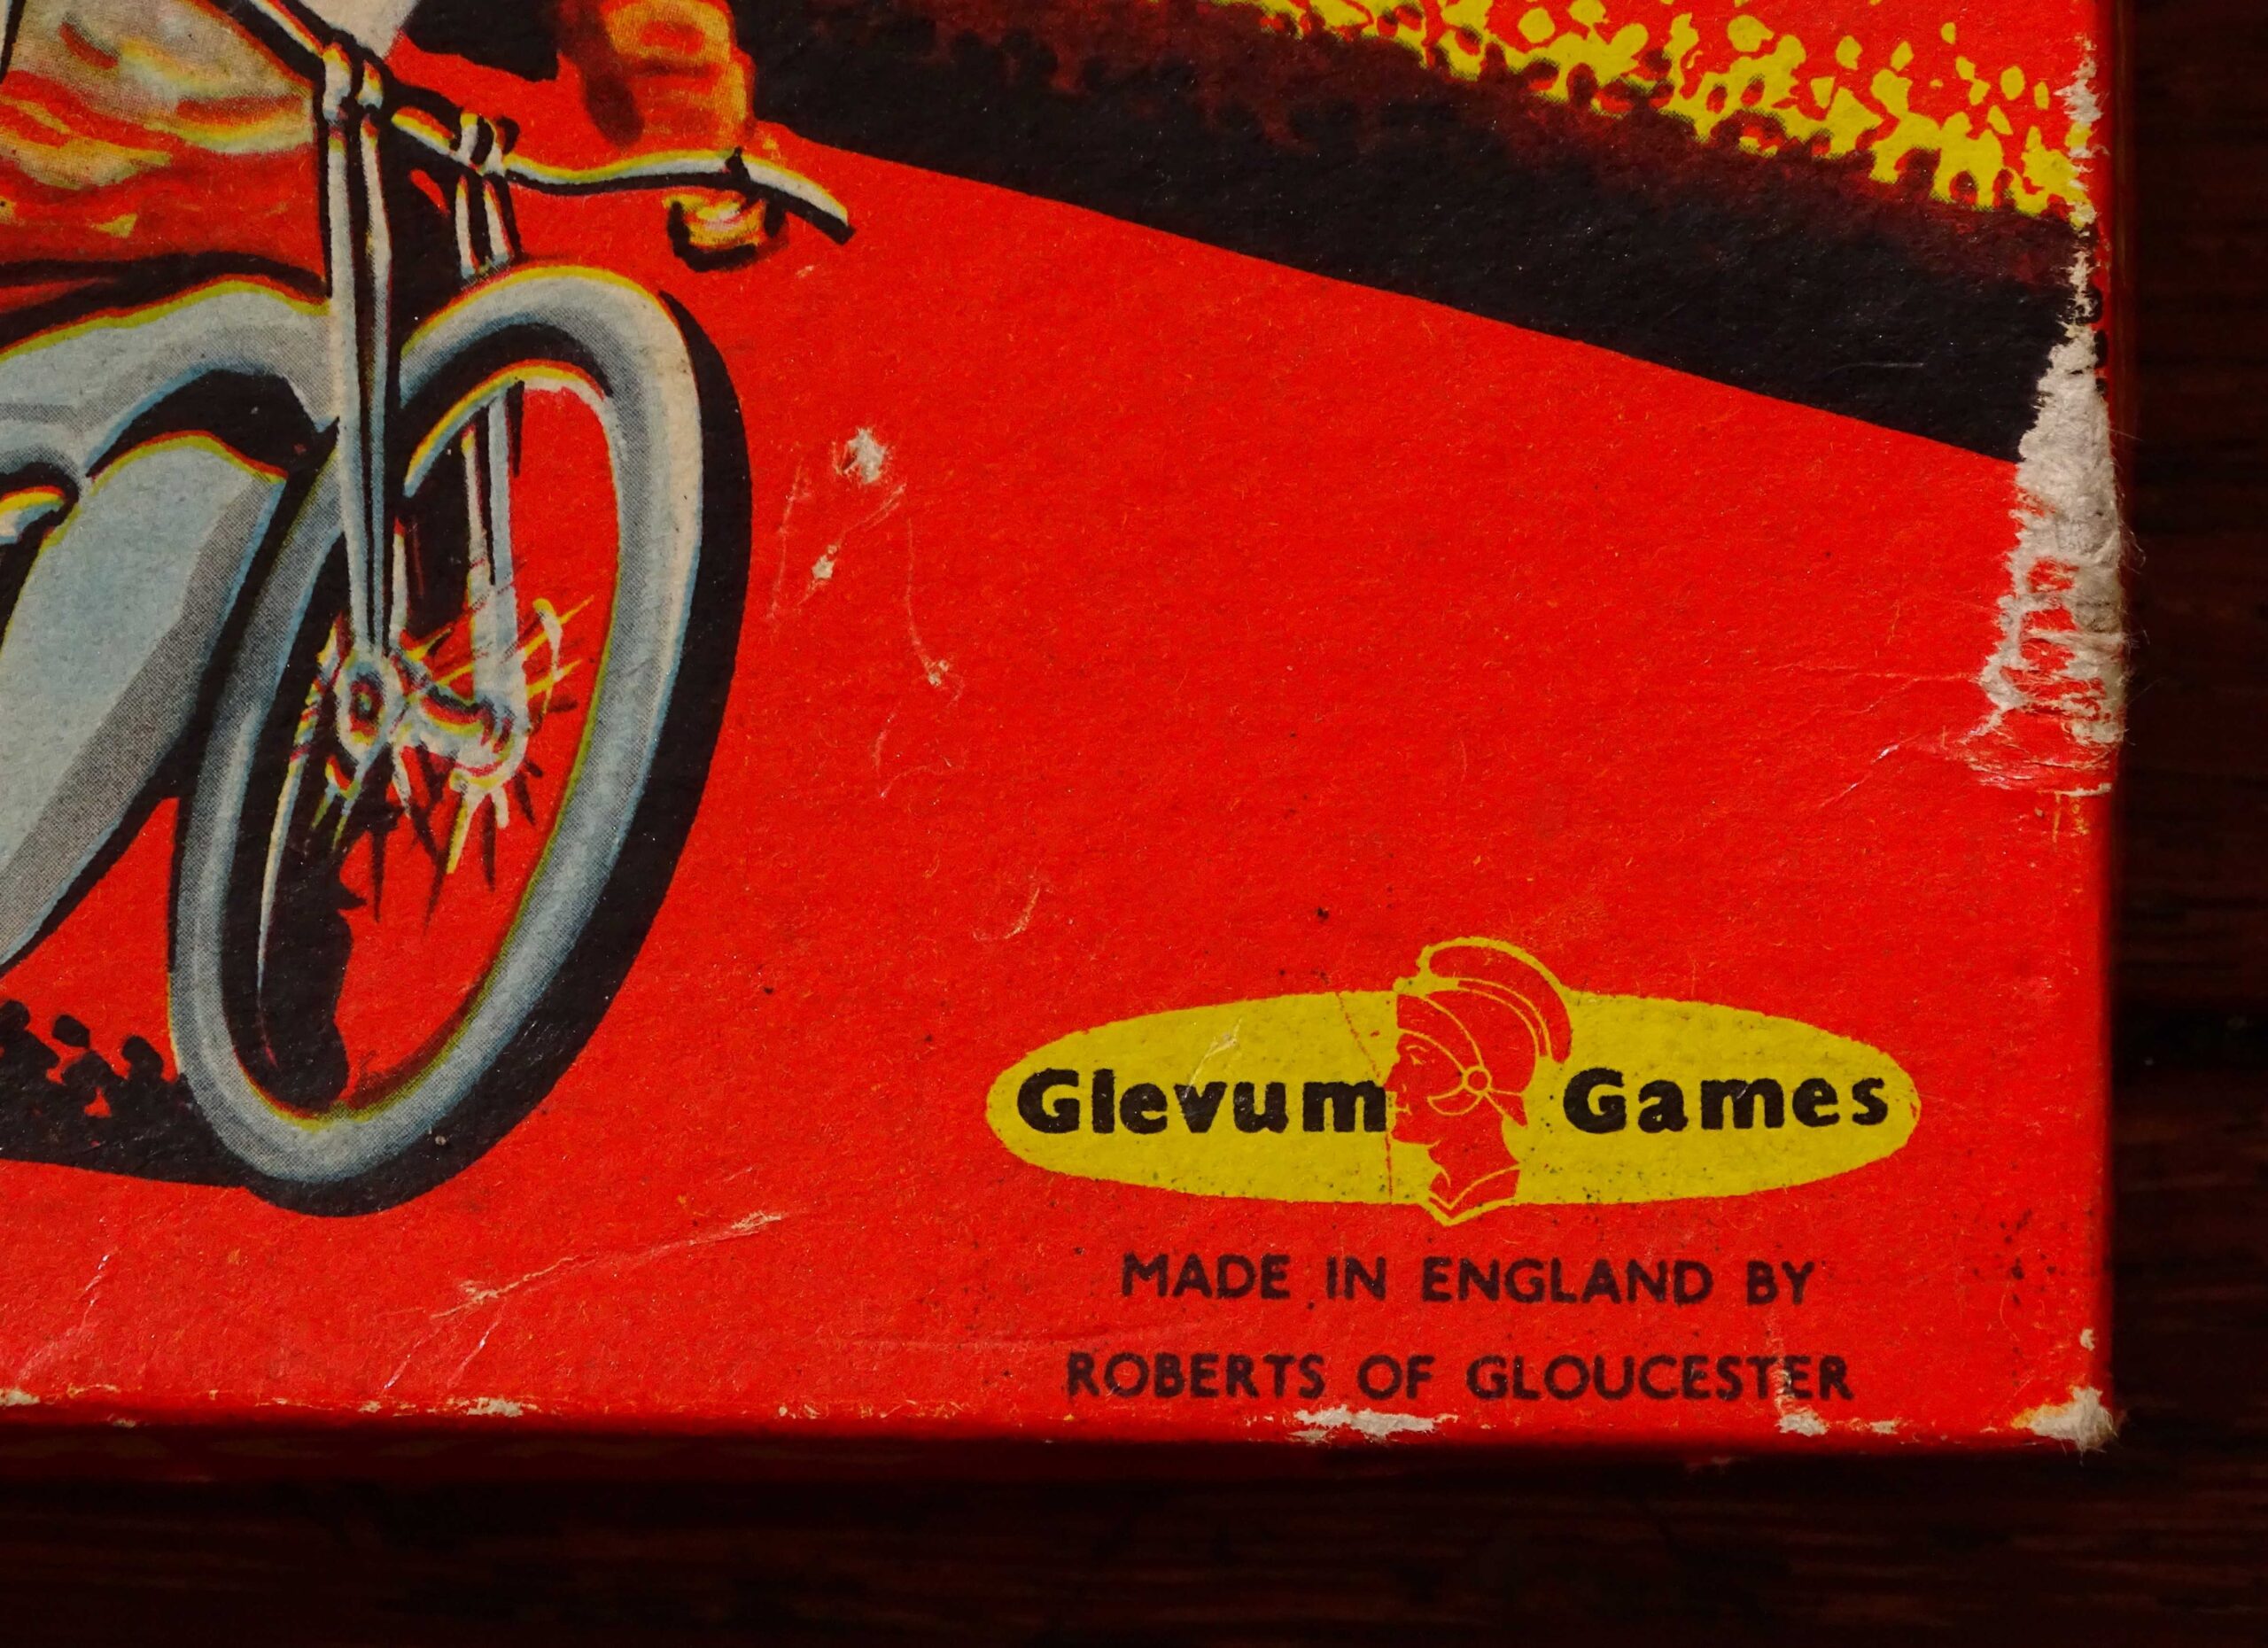 Glevum Games
MADE IN ENGLAND BY
ROBERTS OF GLOUCESTER